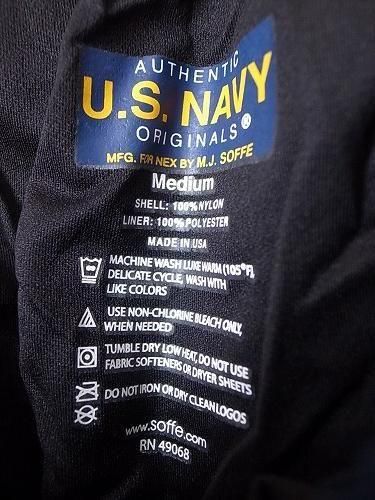 AUTHENTIC
U.S. NAVY
ORIGINALS®
MFG. FOR NEX BY M.J. SOFFE
Medium
SHELL: 100% NYLON
LINER: 100% POLYESTER
MADE IN USA
MACHINE WASH LUKE WARM (105°F),
DELICATE CYCLE, WASH WITH
LIKE COLORS
USE NON-CHLORINE BLEACH ONLY,
WHEN NEEDED
TUMBLE DRY LOW HEAT, DO NOT USE
FABRIC SOFTENERS OR DRYER SHEETS
DO NOT IRON OR DRY CLEAN LOGOS
www.soffe.com
RN 49068